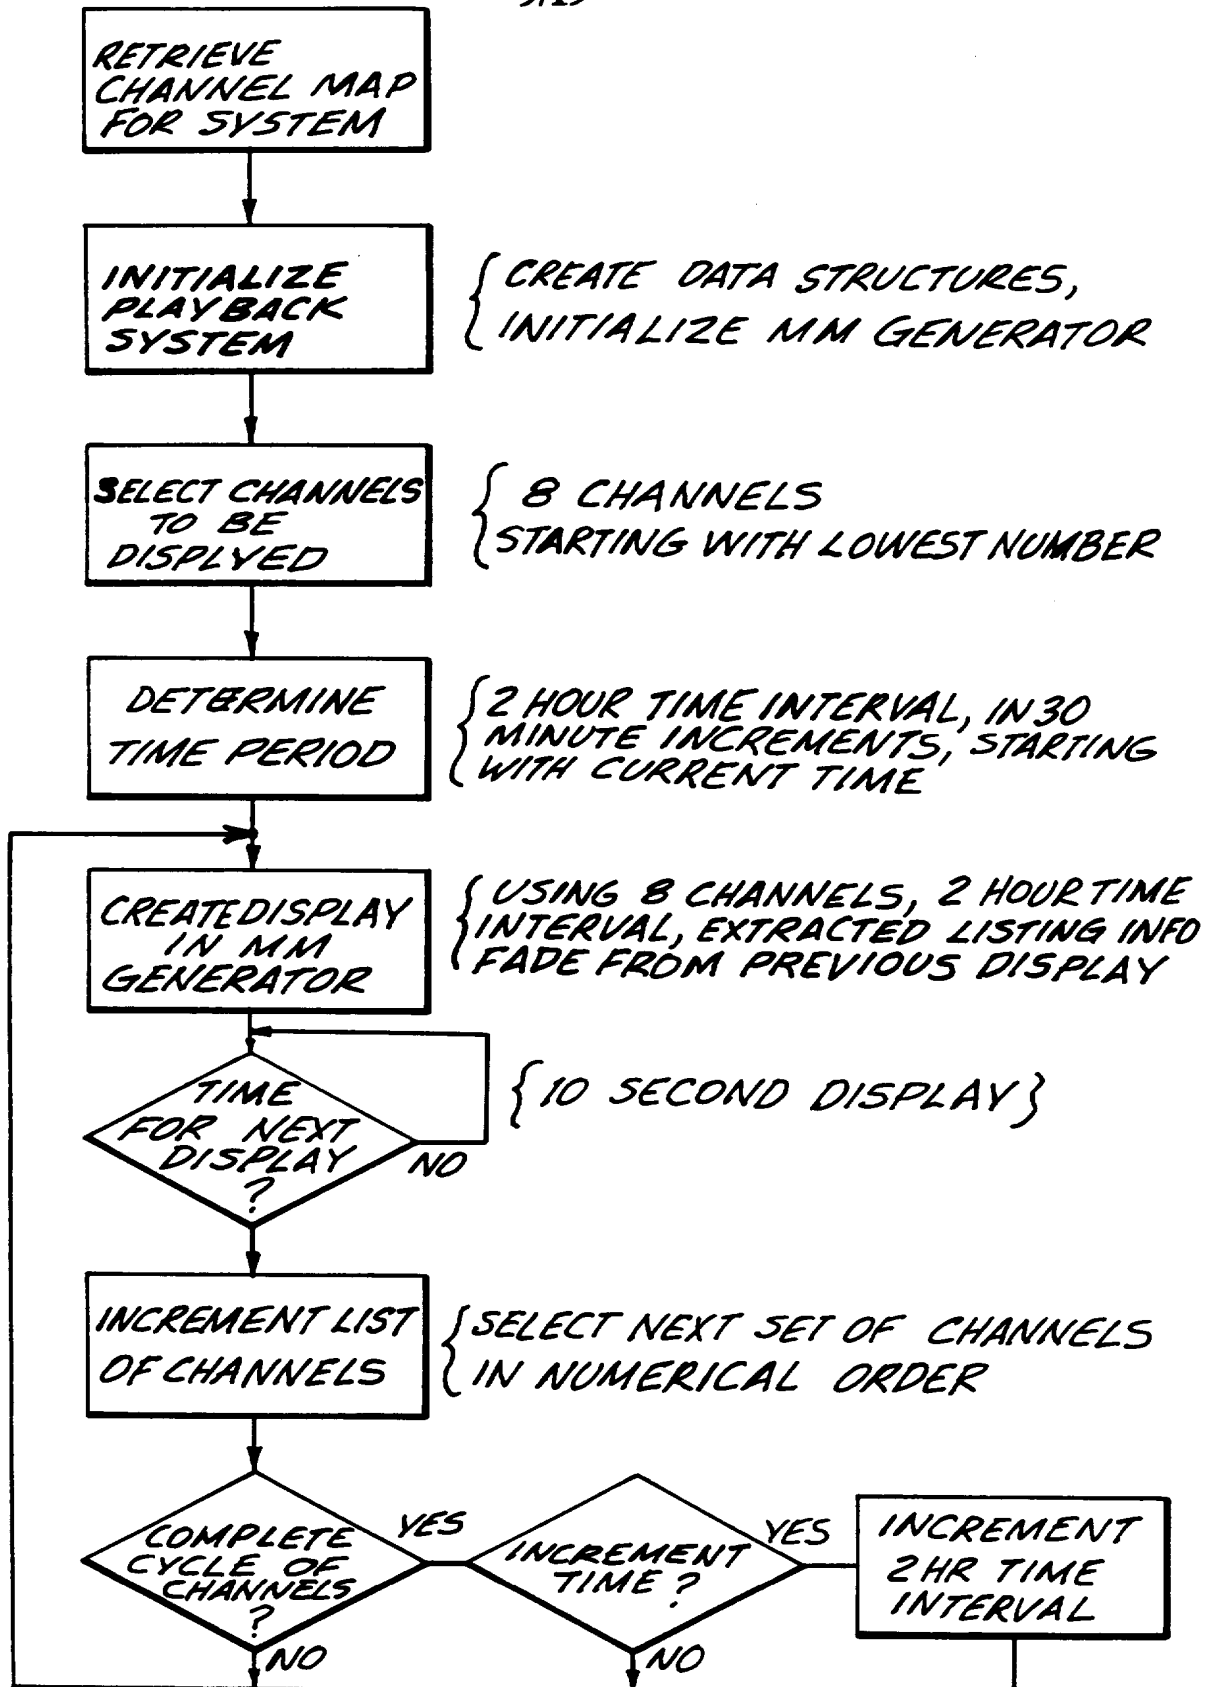 RETRIEVE
CHANNEL MAP
FOR SYSTEM
INITIALIZE
PLAYBACK
SYSTEM
{ CREATE DATA STRUCTURES,
INITIALIZE MM GENERATOR
SELECT CHANNELS
TO BE
DISPLYED
{ 8 CHANNELS
STARTING WITH LOWEST NUMBER
DETERMINE
TIME PERIOD
{ 2 HOUR TIME INTERVAL, IN 30
MINUTE INCREMENTS, STARTING
WITH CURRENT TIME
CREATE DISPLAY
IN MM
GENERATOR
{ USING 8 CHANNELS, 2 HOUR TIME
INTERVAL, EXTRACTED LISTING INFO
FADE FROM PREVIOUS DISPLAY
TIME
FOR NEXT
DISPLAY
?
NO
{ 10 SECOND DISPLAY }
INCREMENT LIST
OF CHANNELS
{ SELECT NEXT SET OF CHANNELS
IN NUMERICAL ORDER
COMPLETE
CYCLE OF
CHANNELS
?
YES
NO
INCREMENT
TIME ?
YES
NO
INCREMENT
2 HR TIME
INTERVAL